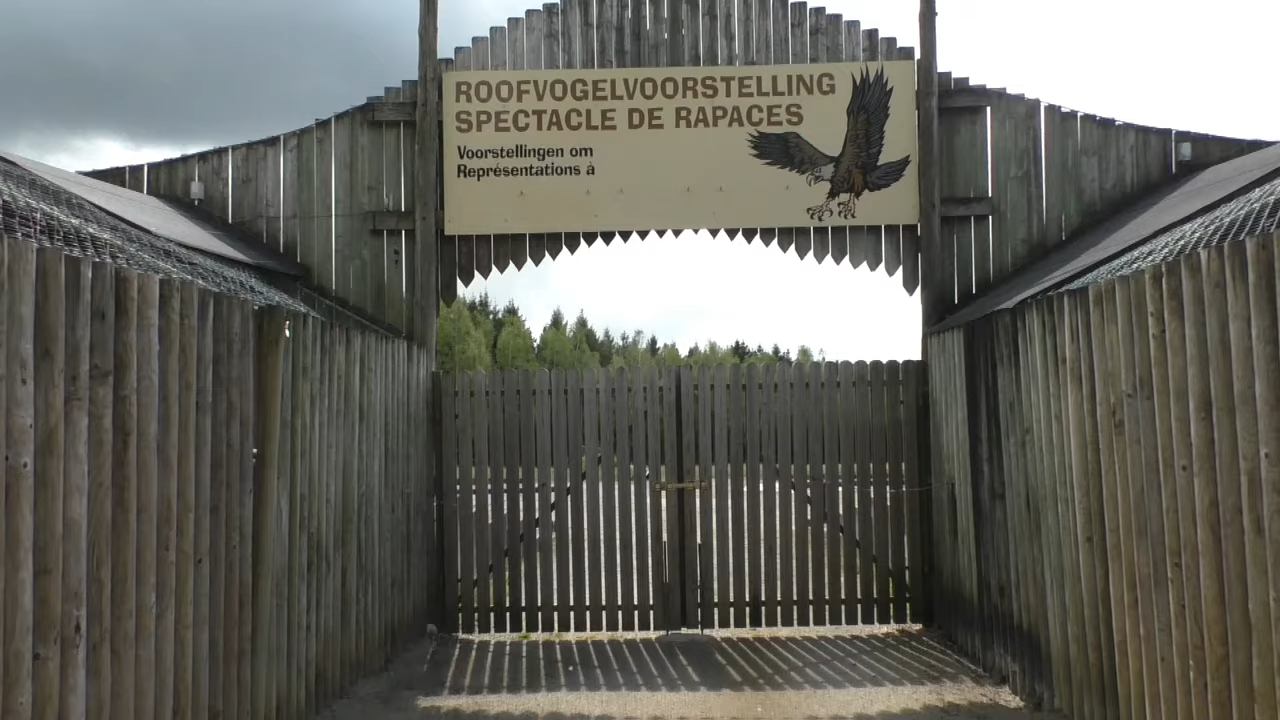 ROOFVOGELVOORSTELLING
SPECTACLE DE RAPACES
Voorstellingen om
Représentations à